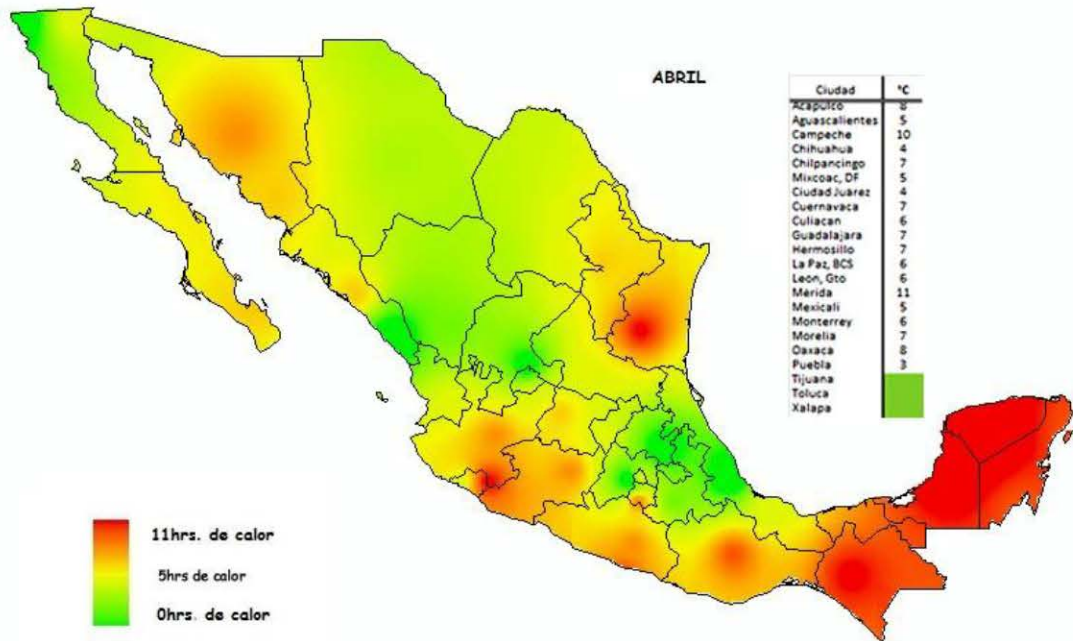 ABRIL
Ciudad °C
Acapulco 8
Aguascalientes 5
Campeche 10
Chihuahua 4
Chilpancingo 7
Mixcoac, DF 5
Ciudad Juarez 4
Cuernavaca 7
Culiacan 6
Guadalajara 7
Hermosillo 7
La Paz, BCS 6
Leon, Gto 6
Mérida 11
Mexicali 5
Monterrey 6
Morelia 7
Oaxaca 8
Puebla 3
Tijuana
Toluca
Xalapa
11hrs. de calor
5hrs de calor
0hrs. de calor